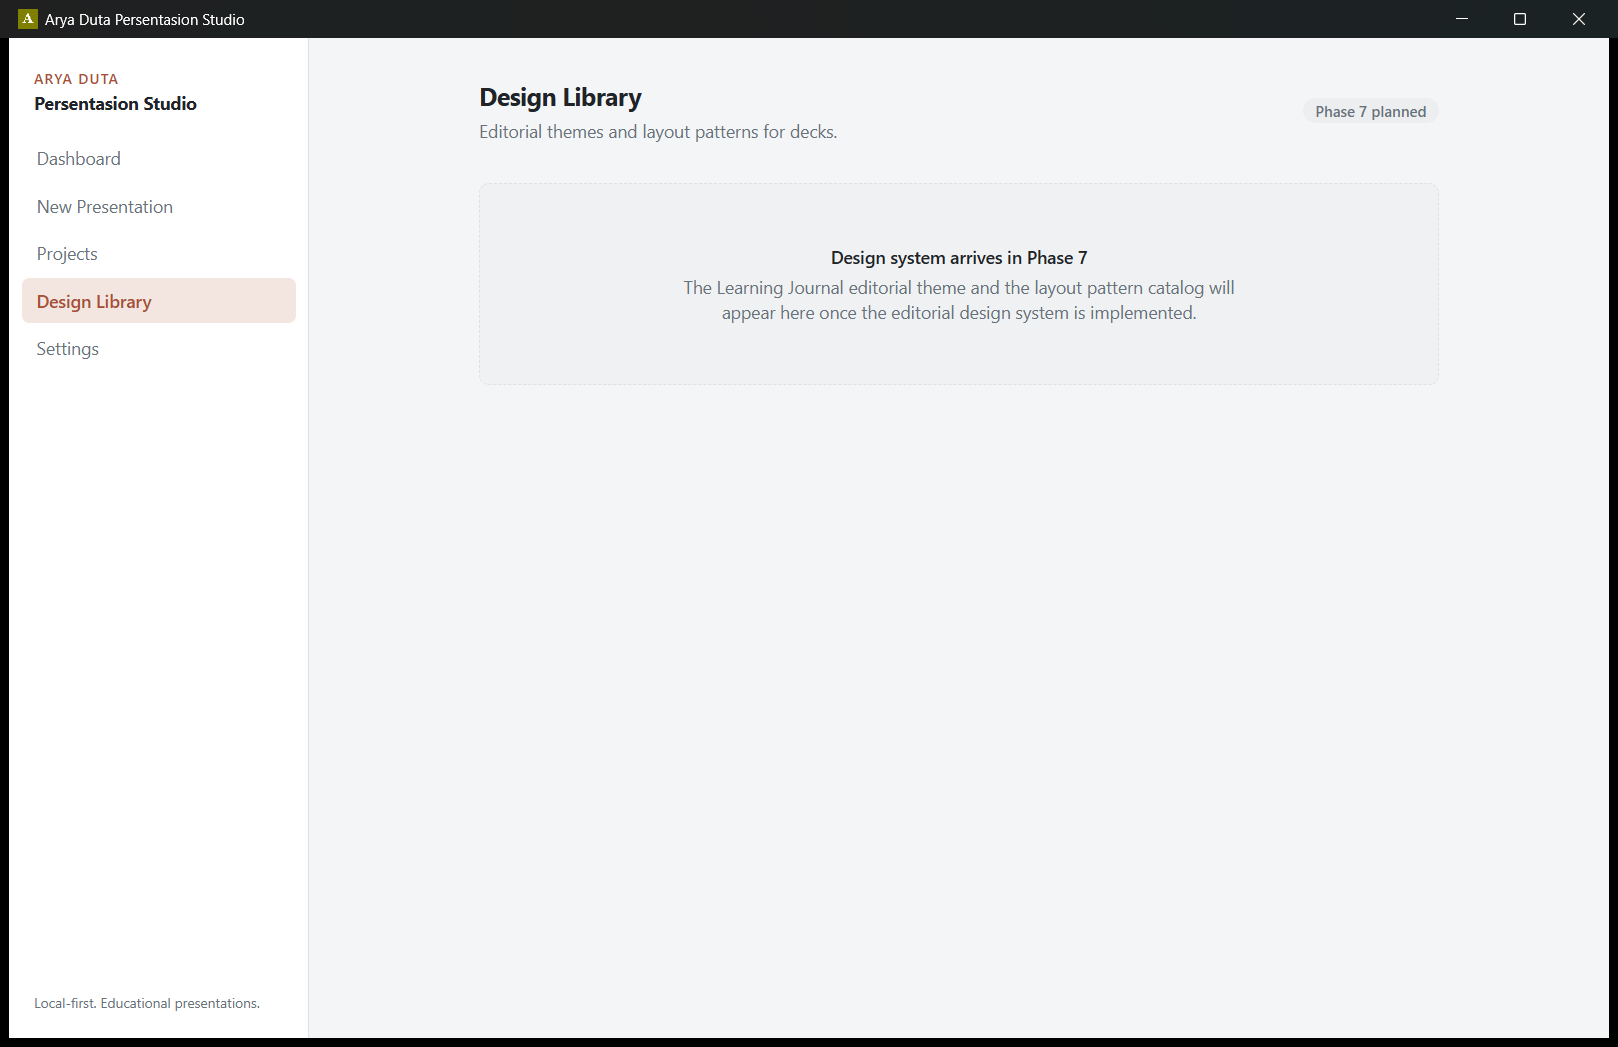 A Arya Duta Persentasion Studio
ARYA DUTA
Persentasion Studio
Dashboard
New Presentation
Projects
Design Library
Settings
Local-first. Educational presentations.
Design Library
Editorial themes and layout patterns for decks.
Phase 7 planned
Design system arrives in Phase 7
The Learning Journal editorial theme and the layout pattern catalog will
appear here once the editorial design system is implemented.